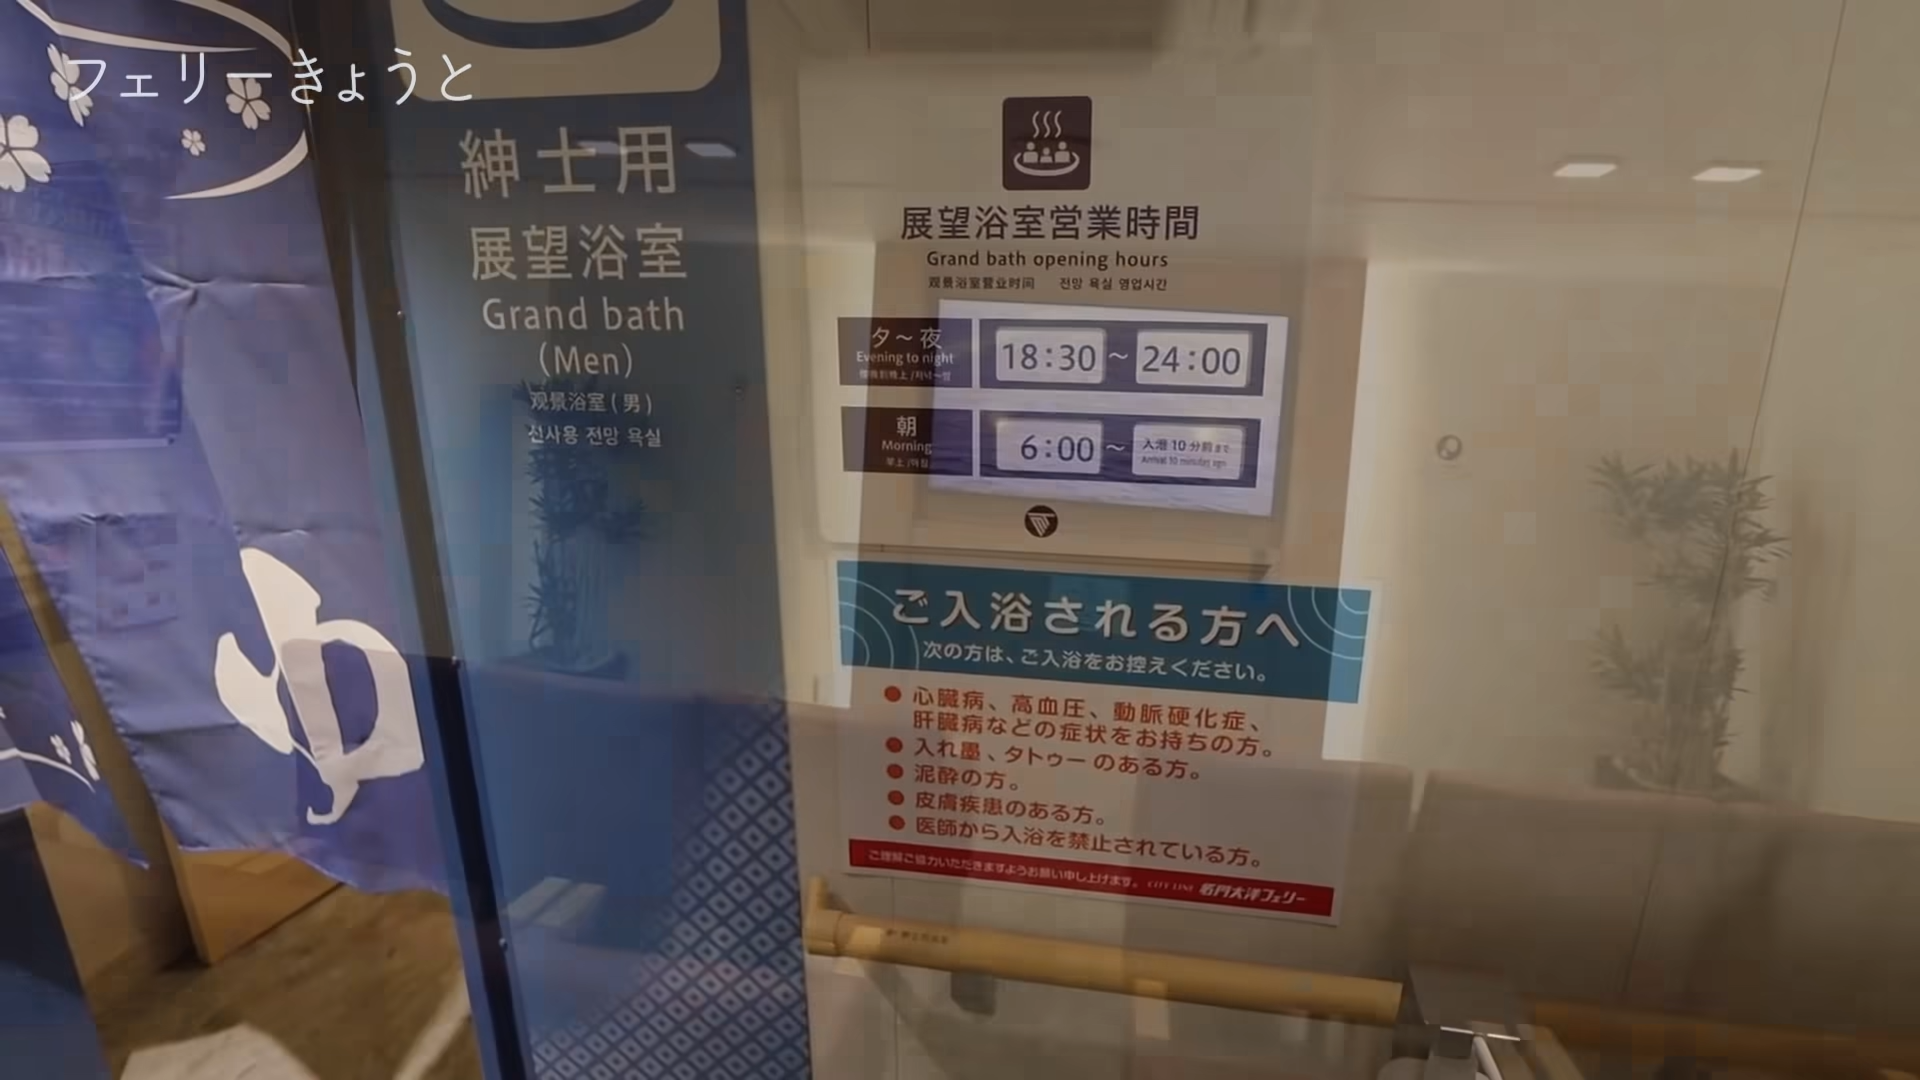 フェリーきょうと
紳士用
展望浴室
Grand bath
(Men)
观景浴室(男)
신사용 전망 욕실
ゆ
展望浴室営業時間
Grand bath opening hours
观景浴室营业时间 전망 욕실 영업시간
夕～夜
Evening to night
18:30 ～ 24:00
朝
Morning
早上/아침
6:00 ～ 入港10分前まで
ご入浴される方へ
次の方は、ご入浴をお控えください。
● 心臓病、高血圧、動脈硬化症、
肝臓病などの症状をお持ちの方。
● 入れ墨、タトゥーのある方。
● 泥酔の方。
● 皮膚疾患のある方。
● 医師から入浴を禁止されている方。
ご理解ご協力いただきますようお願い申し上げます。 CITY LINE 名門大洋フェリー